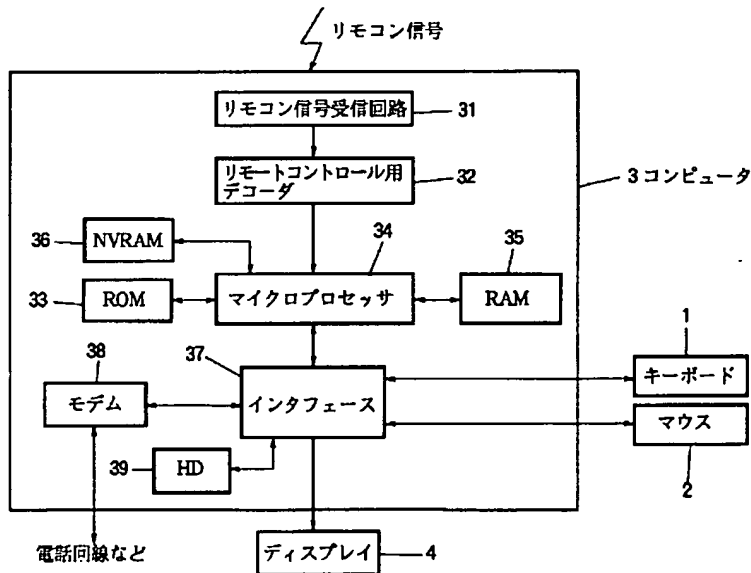 リモコン信号
リモコン信号受信回路
31
リモートコントロール用
デコーダ
32
3 コンピュータ
36
NVRAM
34
35
33
ROM
マイクロプロセッサ
RAM
38
37
1
モデム
インタフェース
キーボード
マウス
39
HD
2
電話回線など
ディスプレイ
4